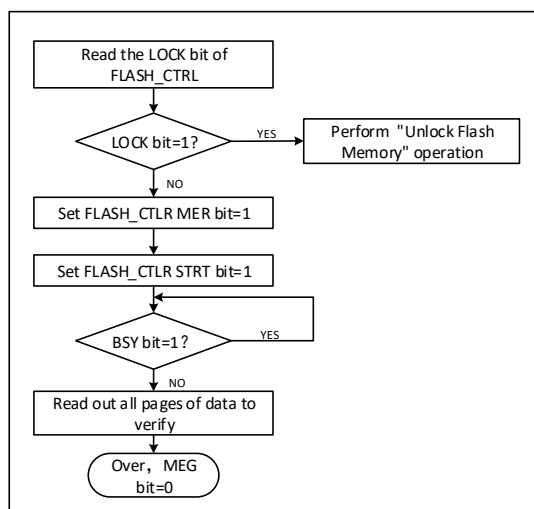 Read the LOCK bit of
FLASH_CTRL
LOCK bit=1?
YES
Perform "Unlock Flash
Memory" operation
NO
Set FLASH_CTLR MER bit=1
Set FLASH_CTLR STRT bit=1
BSY bit=1?
YES
NO
Read out all pages of data to
verify
Over，MEG
bit=0